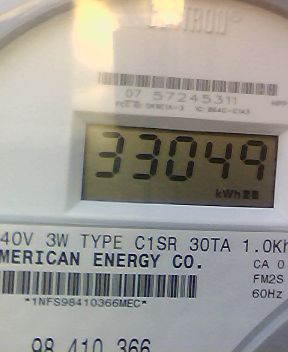 07 57245311
33049
kWh
40V 3W TYPE C1SR 30TA 1.0Kh
MERICAN ENERGY CO.
CA 0
FM2S
60Hz
*1NFS98410366MEC*
98 410 366